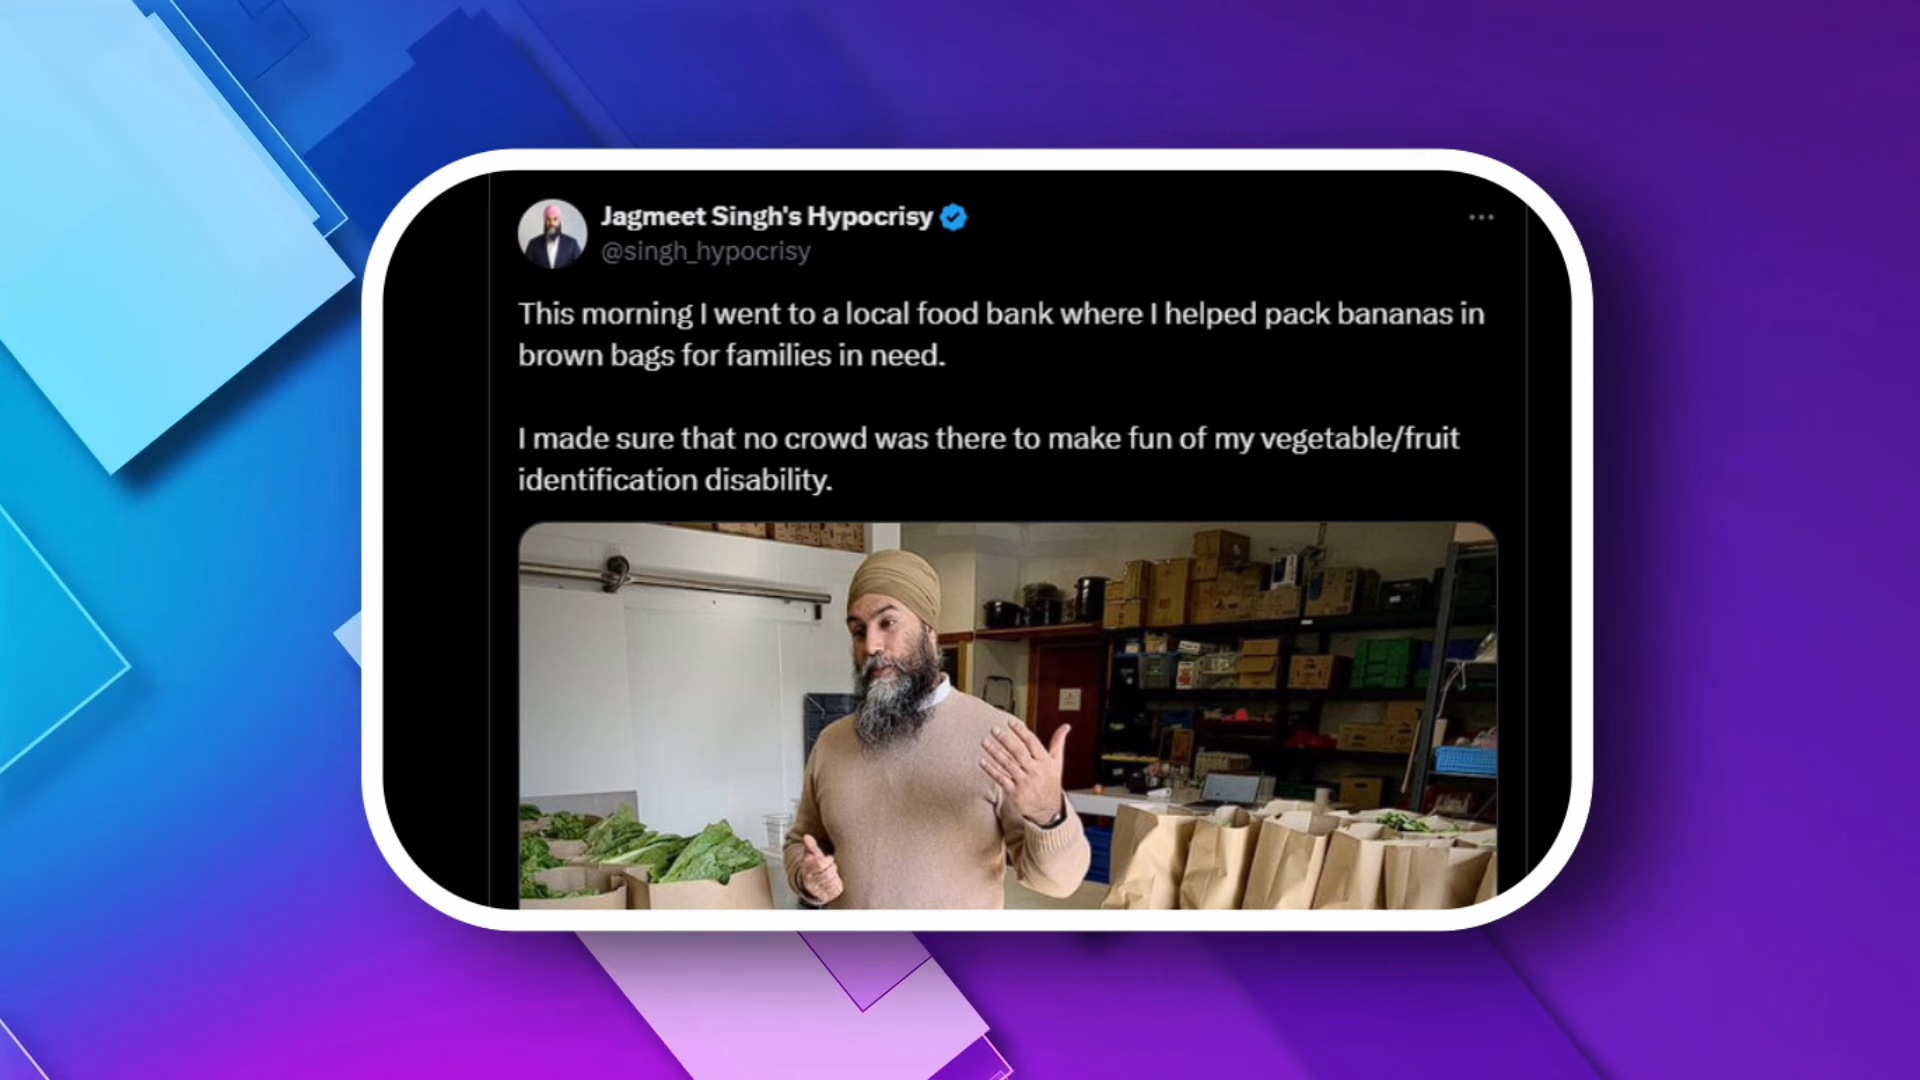 Jagmeet Singh's Hypocrisy
@singh_hypocrisy
This morning I went to a local food bank where I helped pack bananas in
brown bags for families in need.
I made sure that no crowd was there to make fun of my vegetable/fruit
identification disability.